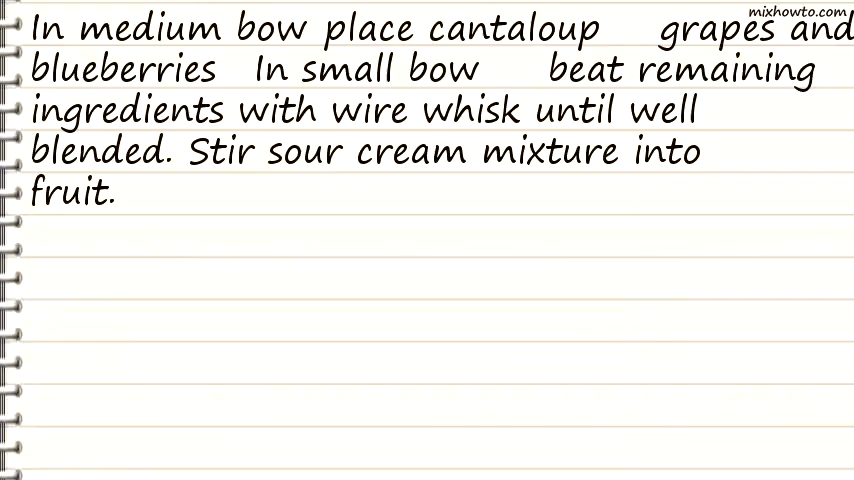 mixhowto.com
In medium bow place cantaloup grapes and
blueberries In small bow beat remaining
ingredients with wire whisk until well
blended. Stir sour cream mixture into
fruit.